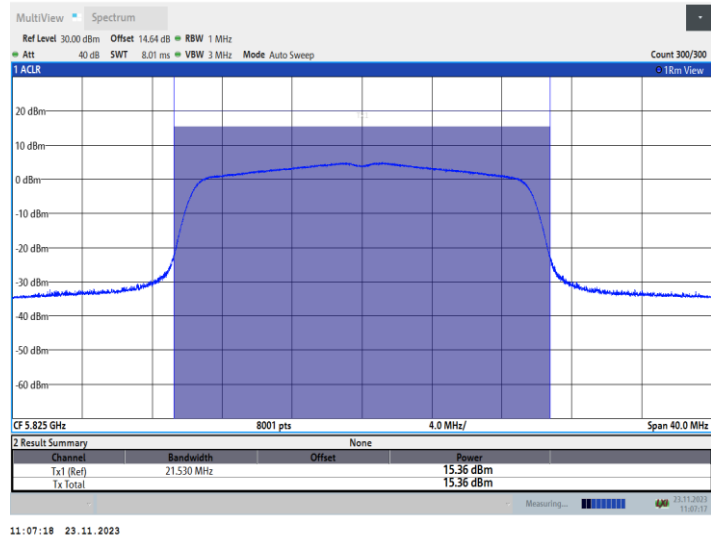 MultiView Spectrum
Ref Level 30.00 dBm Offset 14.64 dB RBW 1 MHz
Att 40 dB SWT 8.01 ms VBW 3 MHz Mode Auto Sweep Count 300/300
1 ACLR 1Rm View
20 dBm
10 dBm
0 dBm
-10 dBm
-20 dBm
-30 dBm
-40 dBm
-50 dBm
-60 dBm
CF 5.825 GHz 8001 pts 4.0 MHz/ Span 40.0 MHz
2 Result Summary None
Channel Bandwidth Offset Power
Tx1 (Ref) 21.530 MHz 15.36 dBm
Tx Total 15.36 dBm
Measuring... 23.11.2023
11:07:17
11:07:18 23.11.2023